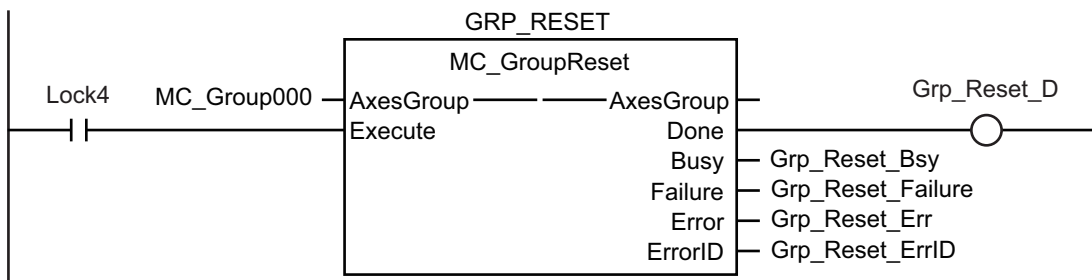 GRP_RESET
MC_GroupReset
Lock4 MC_Group000 AxesGroup AxesGroup Grp_Reset_D
Execute Done
Busy Grp_Reset_Bsy
Failure Grp_Reset_Failure
Error Grp_Reset_Err
ErrorID Grp_Reset_ErrID